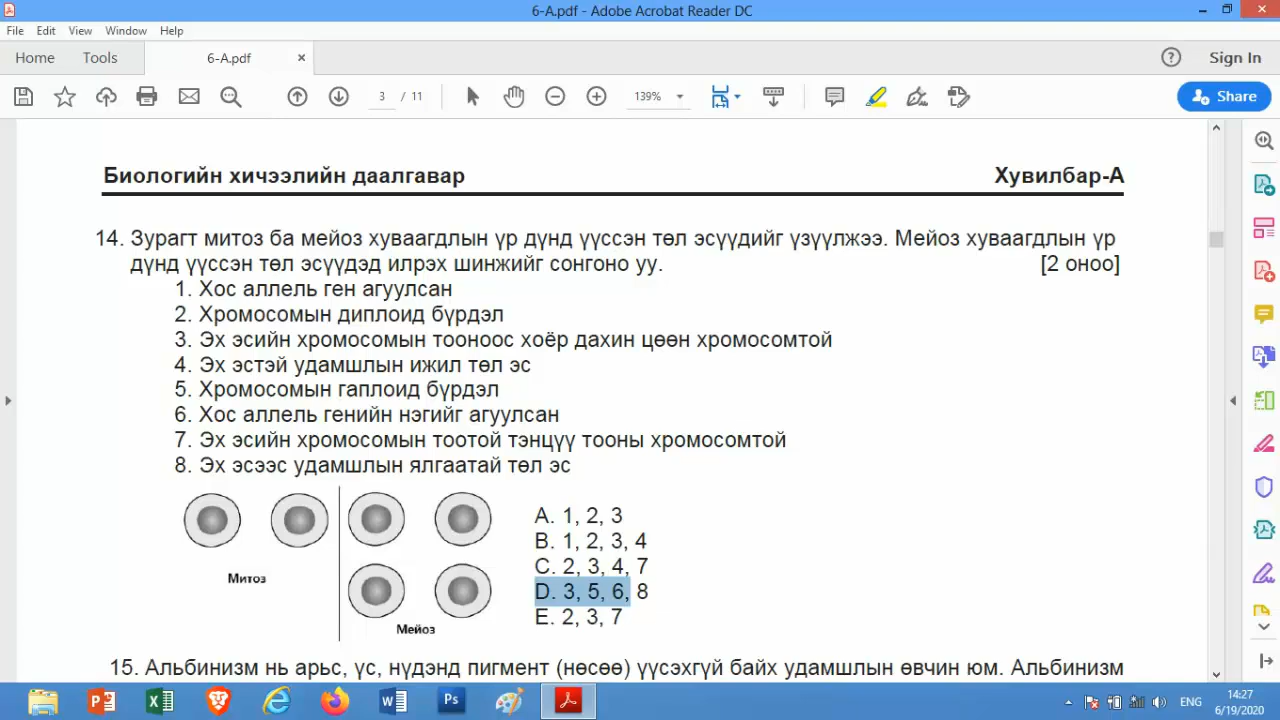 6-A.pdf - Adobe Acrobat Reader DC
File Edit View Window Help
Home Tools 6-A.pdf × Sign In
3 / 11 139% Share
Биологийн хичээлийн даалгавар Хувилбар-А
14. Зурагт митоз ба мейоз хуваагдлын үр дүнд үүссэн төл эсүүдийг үзүүлжээ. Мейоз хуваагдлын үр
дүнд үүссэн төл эсүүдэд илрэх шинжийг сонгоно уу. [2 оноо]
1. Хос аллель ген агуулсан
2. Хромосомын диплоид бүрдэл
3. Эх эсийн хромосомын тооноос хоёр дахин цөөн хромосомтой
4. Эх эстэй удамшлын ижил төл эс
5. Хромосомын гаплоид бүрдэл
6. Хос аллель генийн нэгийг агуулсан
7. Эх эсийн хромосомын тоотой тэнцүү тооны хромосомтой
8. Эх эсээс удамшлын ялгаатай төл эс
A. 1, 2, 3
B. 1, 2, 3, 4
C. 2, 3, 4, 7
D. 3, 5, 6, 8
E. 2, 3, 7
Митоз
Мейоз
15. Альбинизм нь арьс, үс, нүдэнд пигмент (нөсөө) үүсэхгүй байх удамшлын өвчин юм. Альбинизм
ENG 14:27
6/19/2020